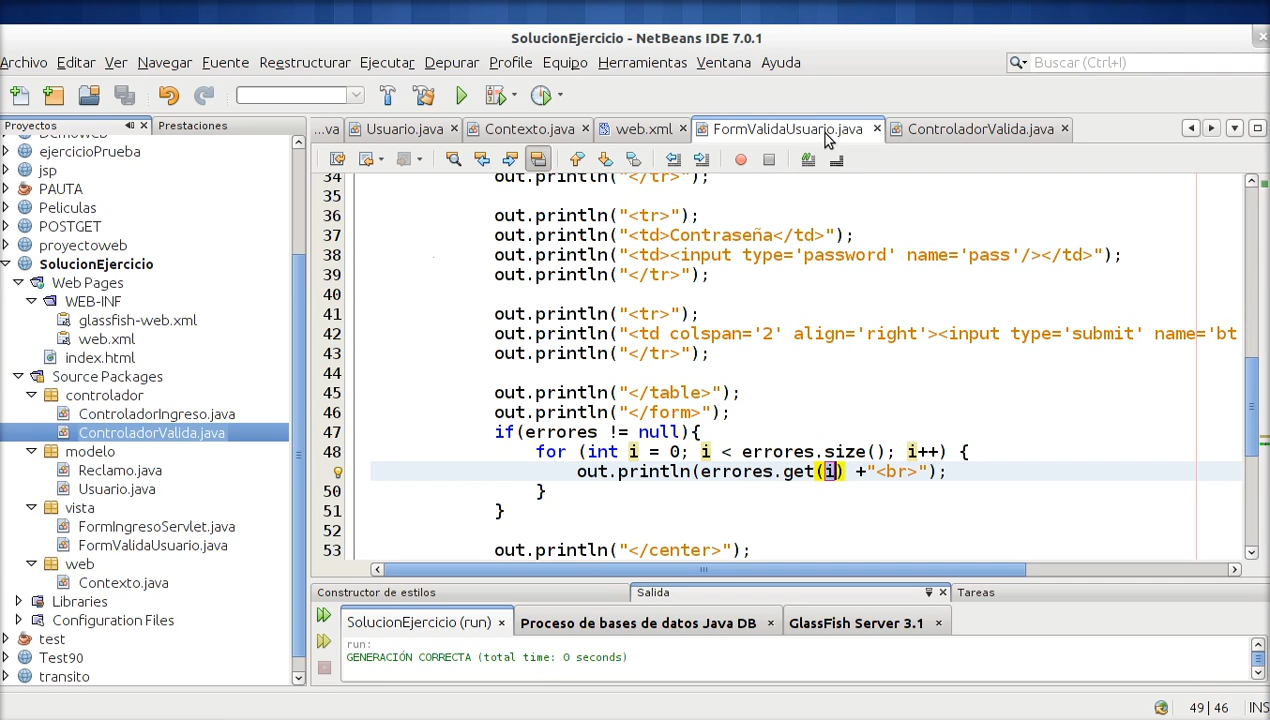 SolucionEjercicio - NetBeans IDE 7.0.1
Archivo Editar Ver Navegar Fuente Reestructurar Ejecutar Depurar Profile Equipo Herramientas Ventana Ayuda
Buscar (Ctrl+I)
Proyectos
Prestaciones
DemoWeb
ejercicioPrueba
jsp
PAUTA
Peliculas
POSTGET
proyectoweb
SolucionEjercicio
Web Pages
WEB-INF
glassfish-web.xml
web.xml
index.html
Source Packages
controlador
ControladorIngreso.java
ControladorValida.java
modelo
Reclamo.java
Usuario.java
vista
FormIngresoServlet.java
FormValidaUsuario.java
web
Contexto.java
Libraries
Configuration Files
test
Test90
transito
...va Usuario.java Contexto.java web.xml FormValidaUsuario.java ControladorValida.java
34 out.println("</tr>");
35
36 out.println("<tr>");
37 out.println("<td>Contraseña</td>");
38 out.println("<td><input type='password' name='pass'/></td>");
39 out.println("</tr>");
40
41 out.println("<tr>");
42 out.println("<td colspan='2' align='right'><input type='submit' name='bt
43 out.println("</tr>");
44
45 out.println("</table>");
46 out.println("</form>");
47 if(errores != null){
48 for (int i = 0; i < errores.size(); i++) {
out.println(errores.get(i) +"<br>");
50 }
51 }
52
53 out.println("</center>");
Constructor de estilos Salida Tareas
SolucionEjercicio (run) Proceso de bases de datos Java DB GlassFish Server 3.1
run:
GENERACIÓN CORRECTA (total time: 0 seconds)
49|46 INS